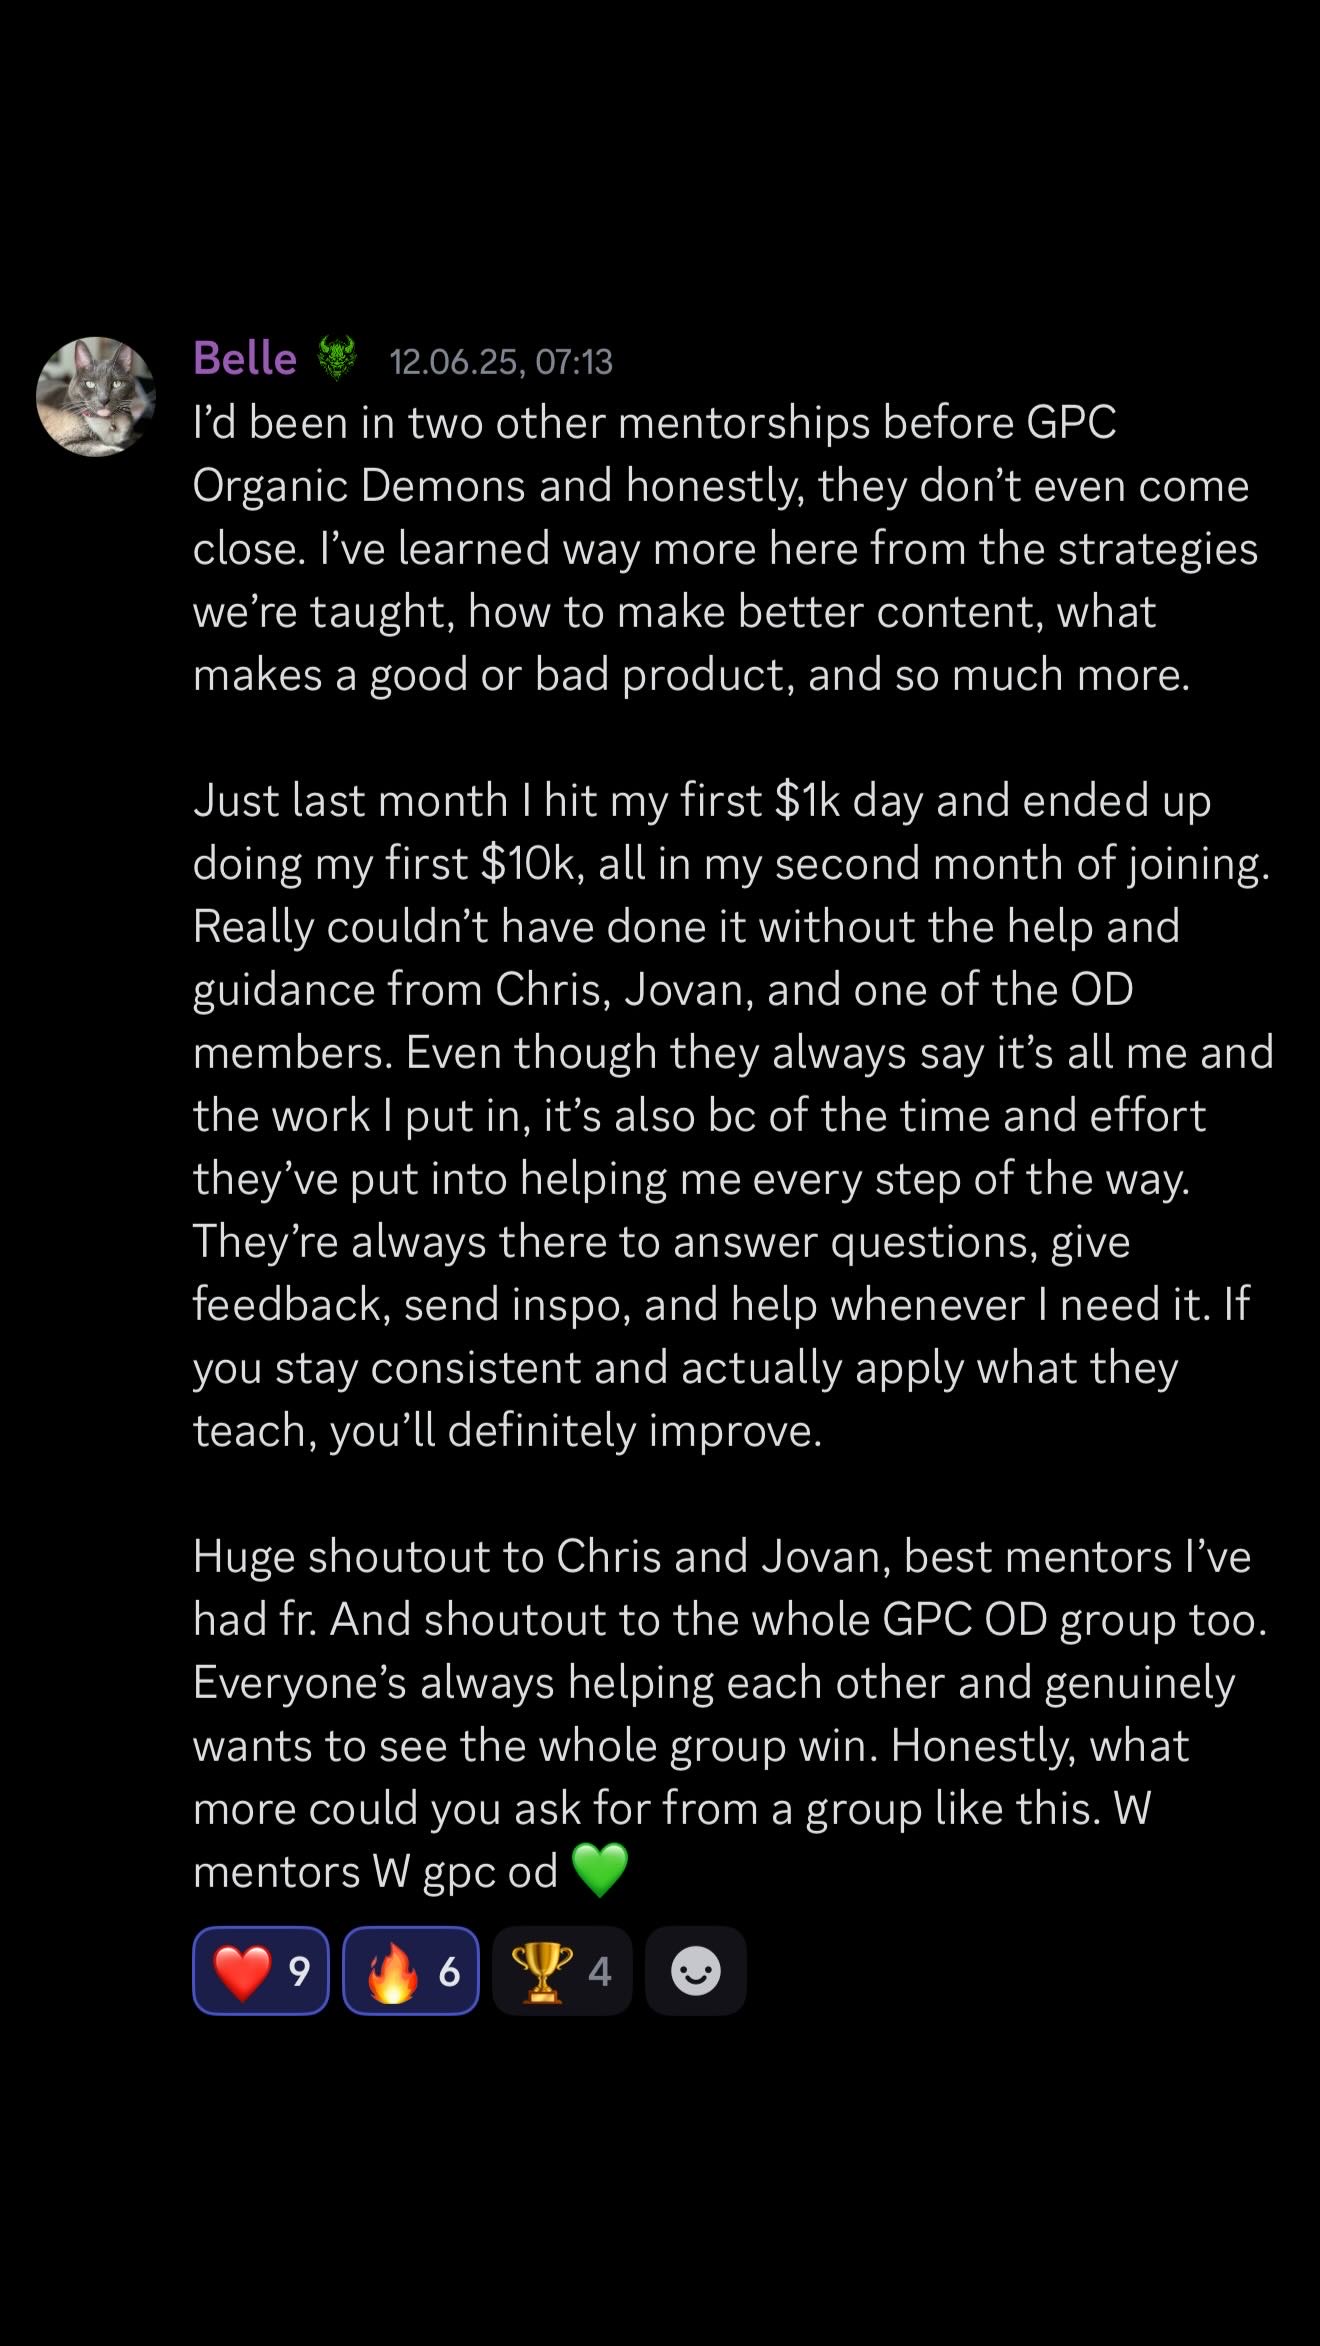 Belle 12.06.25, 07:13
I’d been in two other mentorships before GPC
Organic Demons and honestly, they don’t even come
close. I’ve learned way more here from the strategies
we’re taught, how to make better content, what
makes a good or bad product, and so much more.
Just last month I hit my first $1k day and ended up
doing my first $10k, all in my second month of joining.
Really couldn’t have done it without the help and
guidance from Chris, Jovan, and one of the OD
members. Even though they always say it’s all me and
the work I put in, it’s also bc of the time and effort
they’ve put into helping me every step of the way.
They’re always there to answer questions, give
feedback, send inspo, and help whenever I need it. If
you stay consistent and actually apply what they
teach, you’ll definitely improve.
Huge shoutout to Chris and Jovan, best mentors I’ve
had fr. And shoutout to the whole GPC OD group too.
Everyone’s always helping each other and genuinely
wants to see the whole group win. Honestly, what
more could you ask for from a group like this. W
mentors W gpc od 💚
❤️ 9 🔥 6 🏆 4